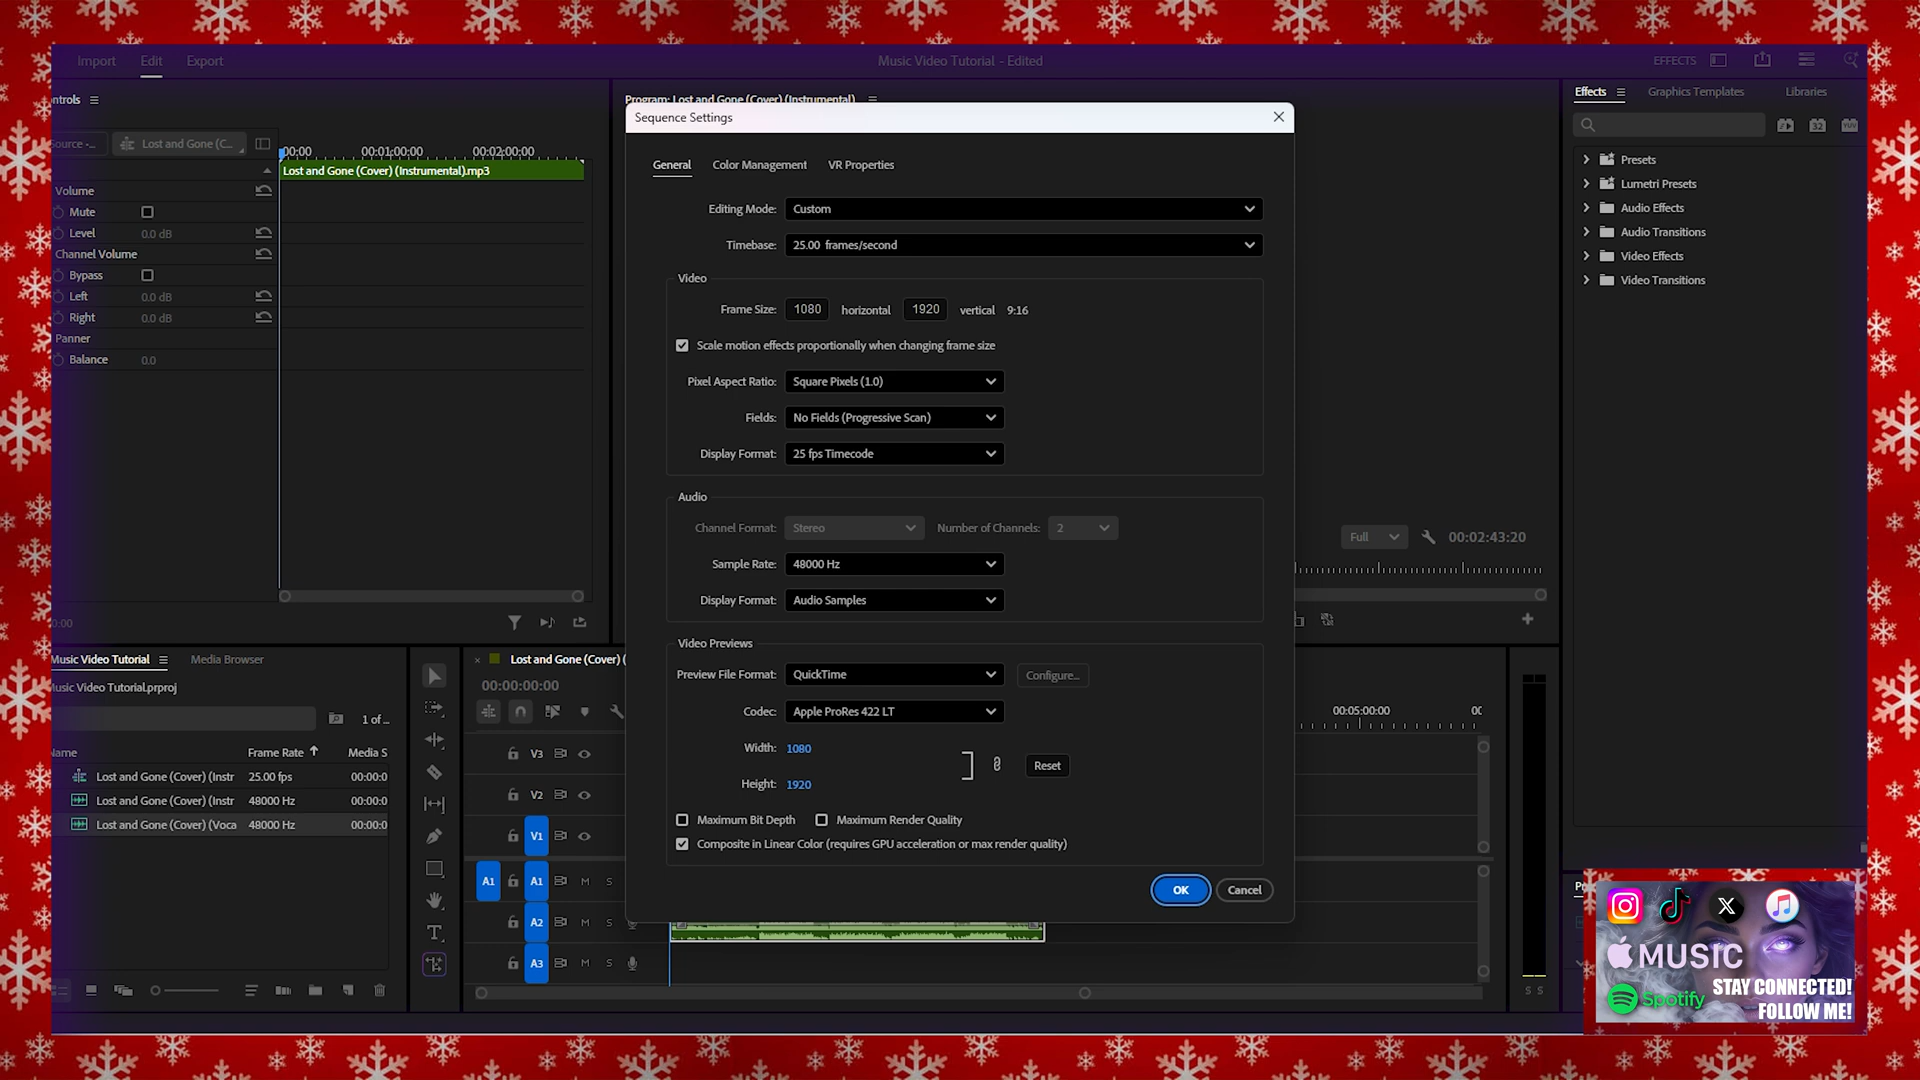 Import Edit Export
Music Video Tutorial - Edited
EFFECTS
ntrols
Source -...
Lost and Gone (C...
00:00 00:01:00:00 00:02:00:00
Lost and Gone (Cover) (Instrumental).mp3
Volume
Mute
Level 0.0 dB
Channel Volume
Bypass
Left 0.0 dB
Right 0.0 dB
Panner
Balance 0.0
:00
Program: Lost and Gone (Cover) (Instrumental)
Sequence Settings
General Color Management VR Properties
Editing Mode: Custom
Timebase: 25.00 frames/second
Video
Frame Size: 1080 horizontal 1920 vertical 9:16
Scale motion effects proportionally when changing frame size
Pixel Aspect Ratio: Square Pixels (1.0)
Fields: No Fields (Progressive Scan)
Display Format: 25 fps Timecode
Audio
Channel Format: Stereo Number of Channels: 2
Sample Rate: 48000 Hz
Display Format: Audio Samples
Video Previews
Preview File Format: QuickTime Configure...
Codec: Apple ProRes 422 LT
Width: 1080
Height: 1920
Reset
Maximum Bit Depth Maximum Render Quality
Composite in Linear Color (requires GPU acceleration or max render quality)
OK Cancel
Full 00:02:43:20
Effects Graphics Templates Libraries
32 YUV
Presets
Lumetri Presets
Audio Effects
Audio Transitions
Video Effects
Video Transitions
Music Video Tutorial Media Browser
Music Video Tutorial.prproj
1 of ...
Name Frame Rate Media S
Lost and Gone (Cover) (Instr 25.00 fps 00:00:0
Lost and Gone (Cover) (Instr 48000 Hz 00:00:0
Lost and Gone (Cover) (Voca 48000 Hz 00:00:0
Lost and Gone (Cover) (
00:00:00:00
00:05:00:00 00
V3
V2
V1
A1 A1 M S
A2 M S
A3 M S
S S
MUSIC
Spotify
STAY CONNECTED!
FOLLOW ME!